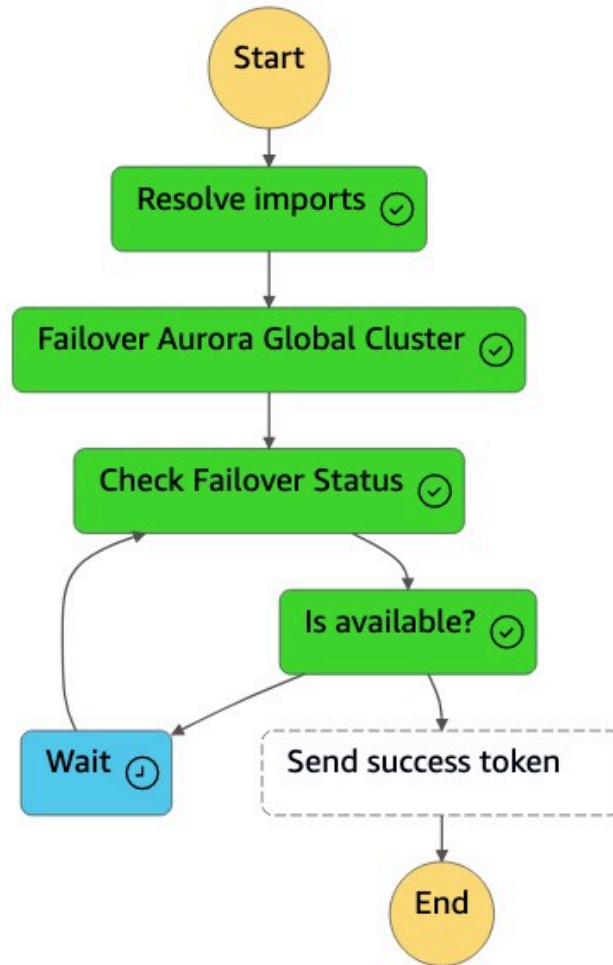 Start
Resolve imports
Failover Aurora Global Cluster
Check Failover Status
Is available?
Wait
Send success token
End